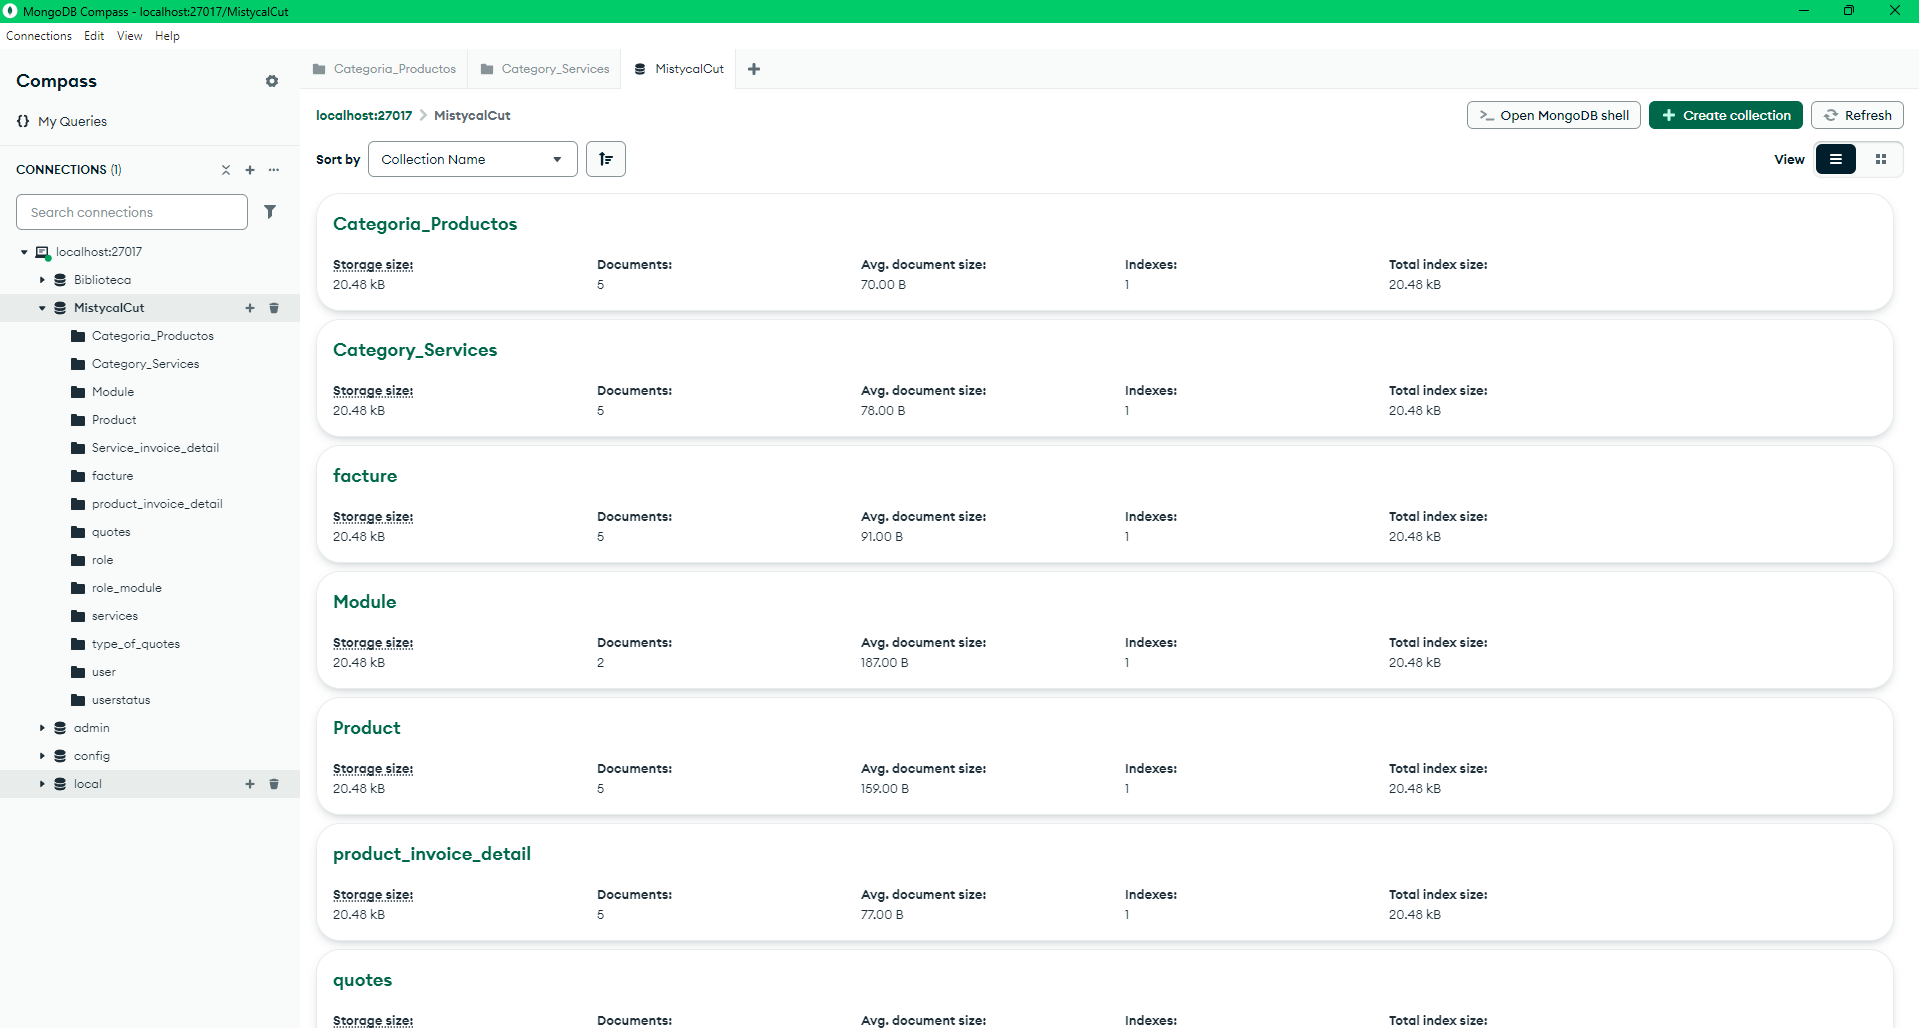 MongoDB Compass - localhost:27017/MistycalCut
Connections Edit View Help
Compass
My Queries
CONNECTIONS (1)
Search connections
localhost:27017
Biblioteca
MistycalCut
Categoria_Productos
Category_Services
Module
Product
Service_invoice_detail
facture
product_invoice_detail
quotes
role
role_module
services
type_of_quotes
user
userstatus
admin
config
local
Categoria_Productos Category_Services MistycalCut
localhost:27017 > MistycalCut
>_ Open MongoDB shell + Create collection Refresh
Sort by Collection Name View
Categoria_Productos
Storage size: Documents: Avg. document size: Indexes: Total index size:
20.48 kB 5 70.00 B 1 20.48 kB
Category_Services
Storage size: Documents: Avg. document size: Indexes: Total index size:
20.48 kB 5 78.00 B 1 20.48 kB
facture
Storage size: Documents: Avg. document size: Indexes: Total index size:
20.48 kB 5 91.00 B 1 20.48 kB
Module
Storage size: Documents: Avg. document size: Indexes: Total index size:
20.48 kB 2 187.00 B 1 20.48 kB
Product
Storage size: Documents: Avg. document size: Indexes: Total index size:
20.48 kB 5 159.00 B 1 20.48 kB
product_invoice_detail
Storage size: Documents: Avg. document size: Indexes: Total index size:
20.48 kB 5 77.00 B 1 20.48 kB
quotes
Storage size: Documents: Avg. document size: Indexes: Total index size: